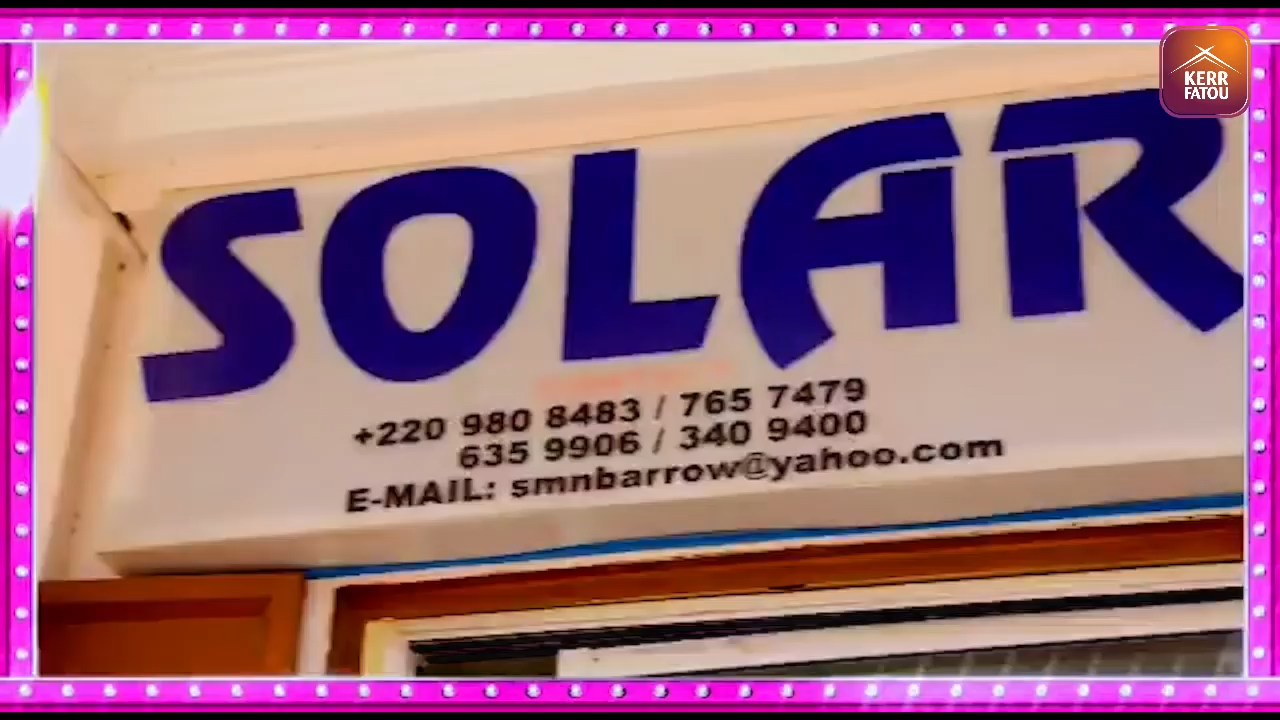 KERR
FATOU
SOLAR
+220 980 8483 / 765 7479
635 9906 / 340 9400
E-MAIL: smnbarrow@yahoo.com